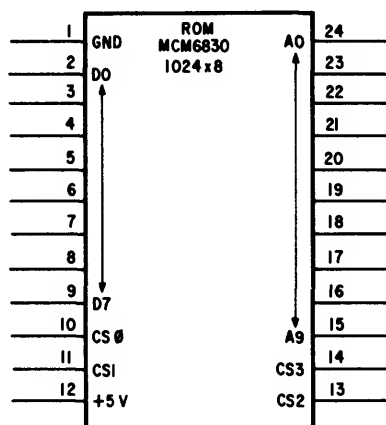 ROM
MCM6830
1024x8
1 GND A0 24
2 D0 23
3 22
4 21
5 20
6 19
7 18
8 17
9 D7 16
10 CSØ A9 15
11 CS1 CS3 14
12 +5V CS2 13